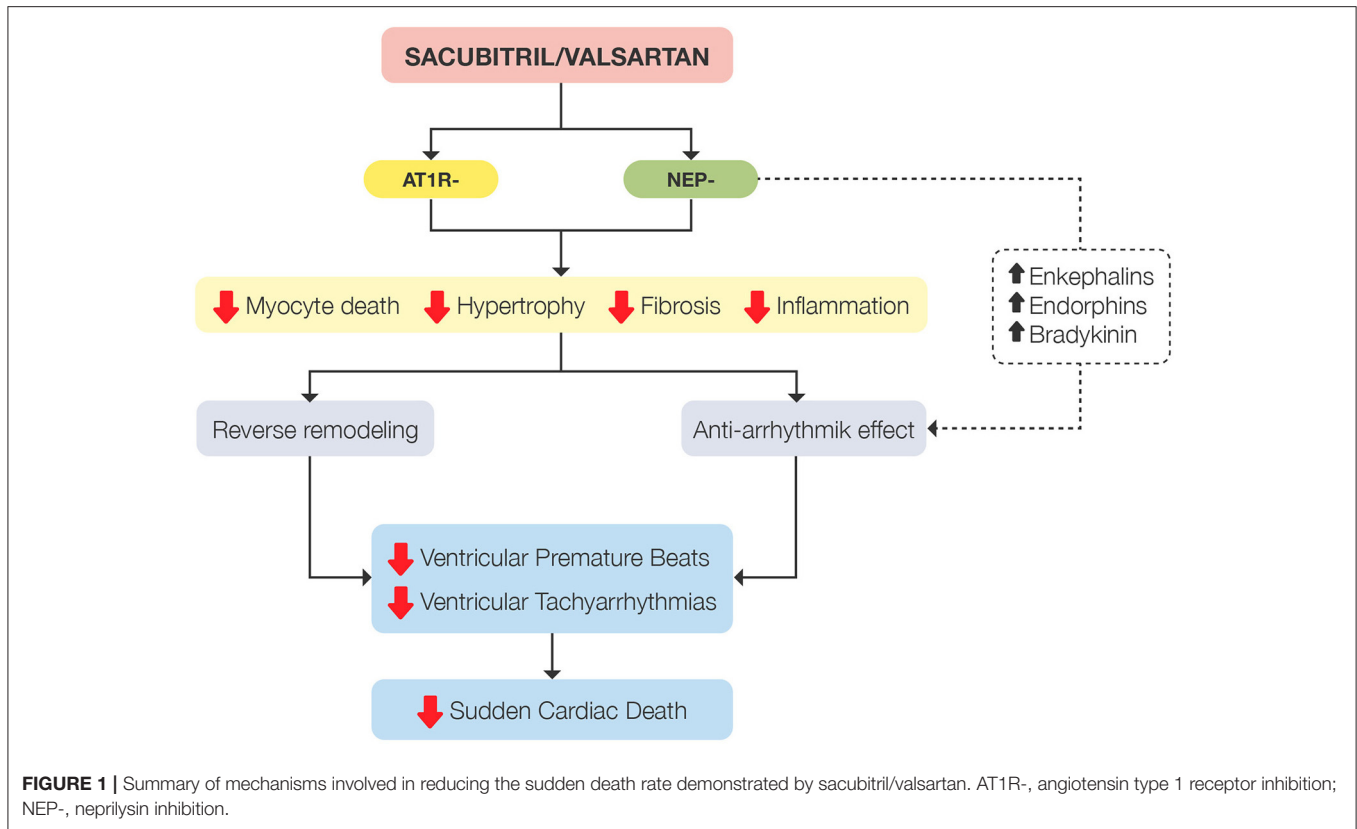 SACUBITRIL/VALSARTAN
AT1R-
NEP-
Enkephalins
Endorphins
Bradykinin
Myocyte death Hypertrophy Fibrosis Inflammation
Reverse remodeling
Anti-arrhythmik effect
Ventricular Premature Beats
Ventricular Tachyarrhythmias
Sudden Cardiac Death
FIGURE 1 | Summary of mechanisms involved in reducing the sudden death rate demonstrated by sacubitril/valsartan. AT1R-, angiotensin type 1 receptor inhibition;
NEP-, neprilysin inhibition.